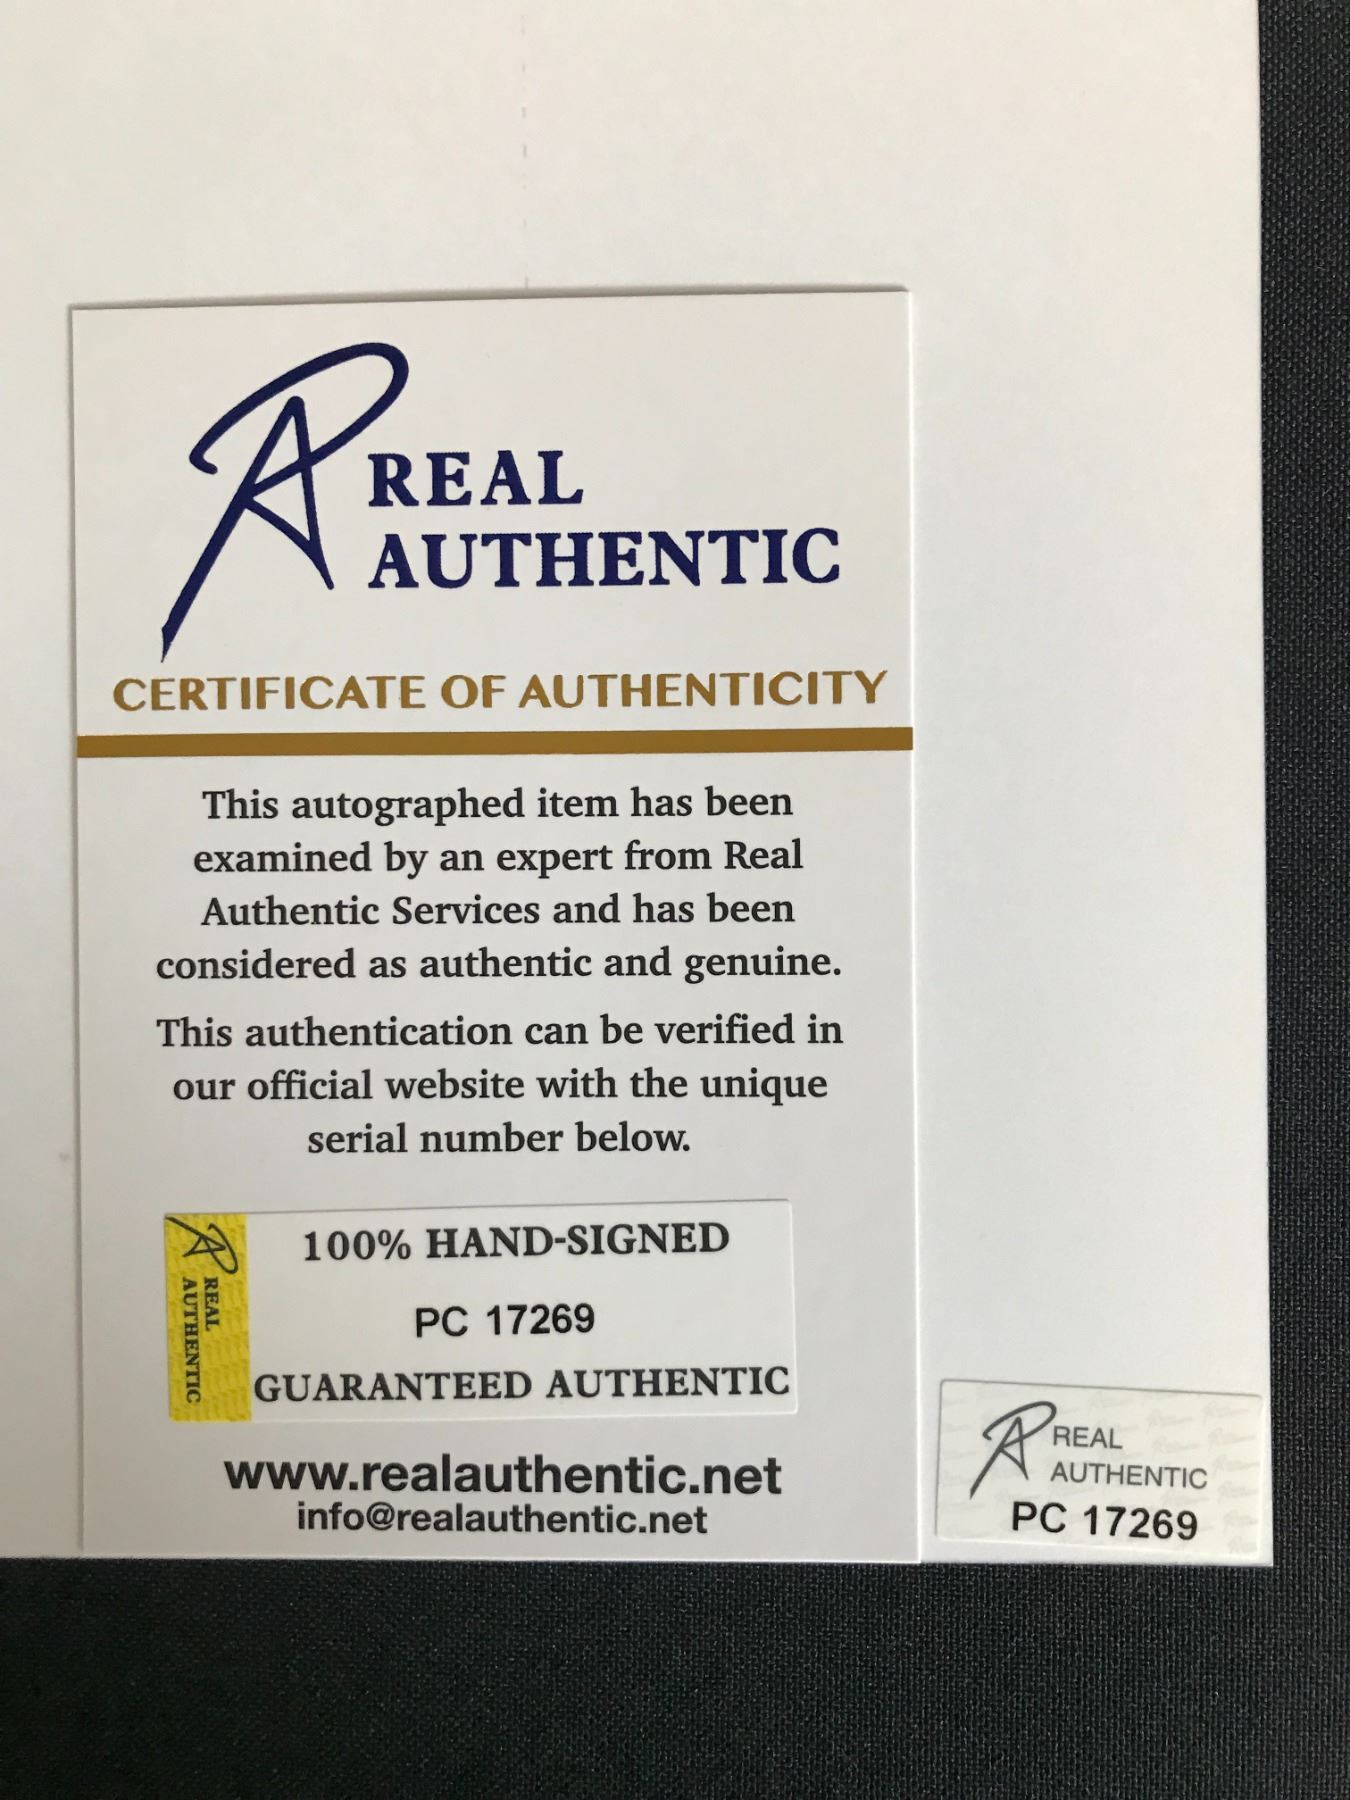 REAL
AUTHENTIC
CERTIFICATE OF AUTHENTICITY
This autographed item has been
examined by an expert from Real
Authentic Services and has been
considered as authentic and genuine.
This authentication can be verified in
our official website with the unique
serial number below.
REAL
AUTHENTIC
100% HAND-SIGNED
PC 17269
GUARANTEED AUTHENTIC
www.realauthentic.net
info@realauthentic.net
REAL
AUTHENTIC
PC 17269